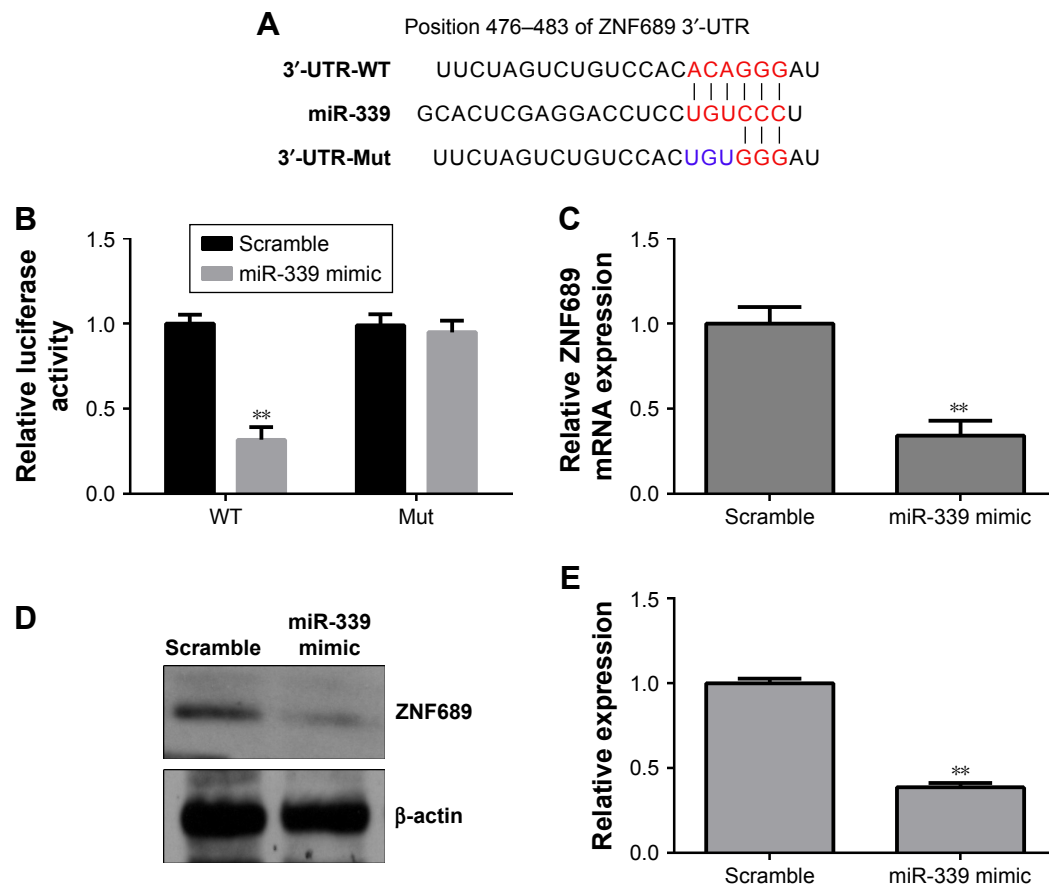 A
Position 476–483 of ZNF689 3′-UTR
3′-UTR-WT UUCUAGUCUGUCCACACAGGGAU
miR-339 GCACUCGAGGACCUCCUGUCCCU
3′-UTR-Mut UUCUAGUCUGUCCACUGUGGGAU
B
Relative luciferase
activity
1.5
1.0
0.5
0.0
Scramble
miR-339 mimic
**
WT Mut
C
Relative ZNF689
mRNA expression
1.5
1.0
0.5
0.0
**
Scramble miR-339 mimic
D
Scramble miR-339
mimic
ZNF689
β-actin
E
Relative expression
1.5
1.0
0.5
0.0
**
Scramble miR-339 mimic